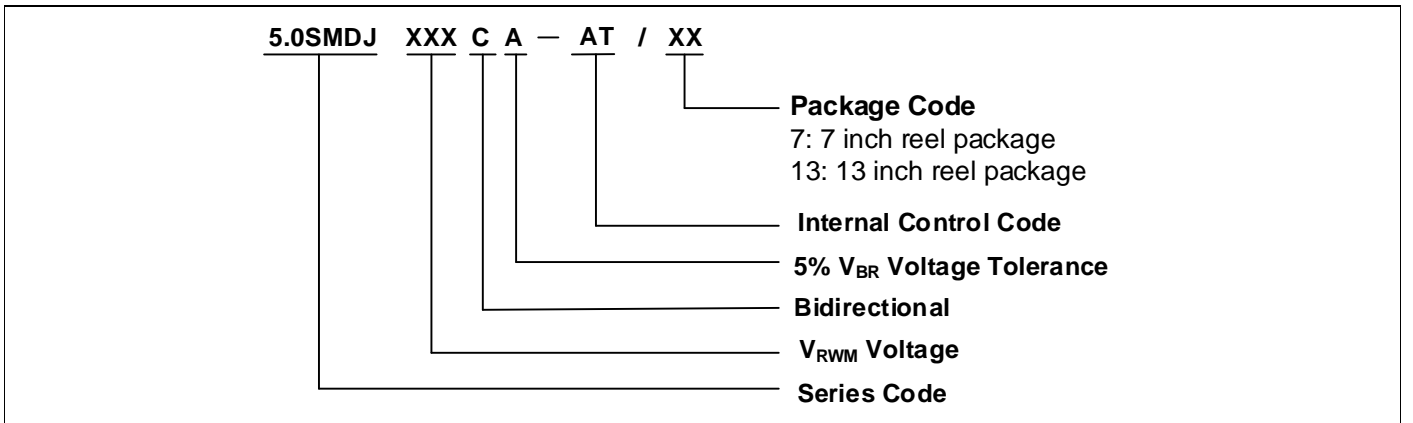 5.0SMDJ XXX C A — AT / XX
Package Code
7: 7 inch reel package
13: 13 inch reel package
Internal Control Code
5% VBR Voltage Tolerance
Bidirectional
VRWM Voltage
Series Code